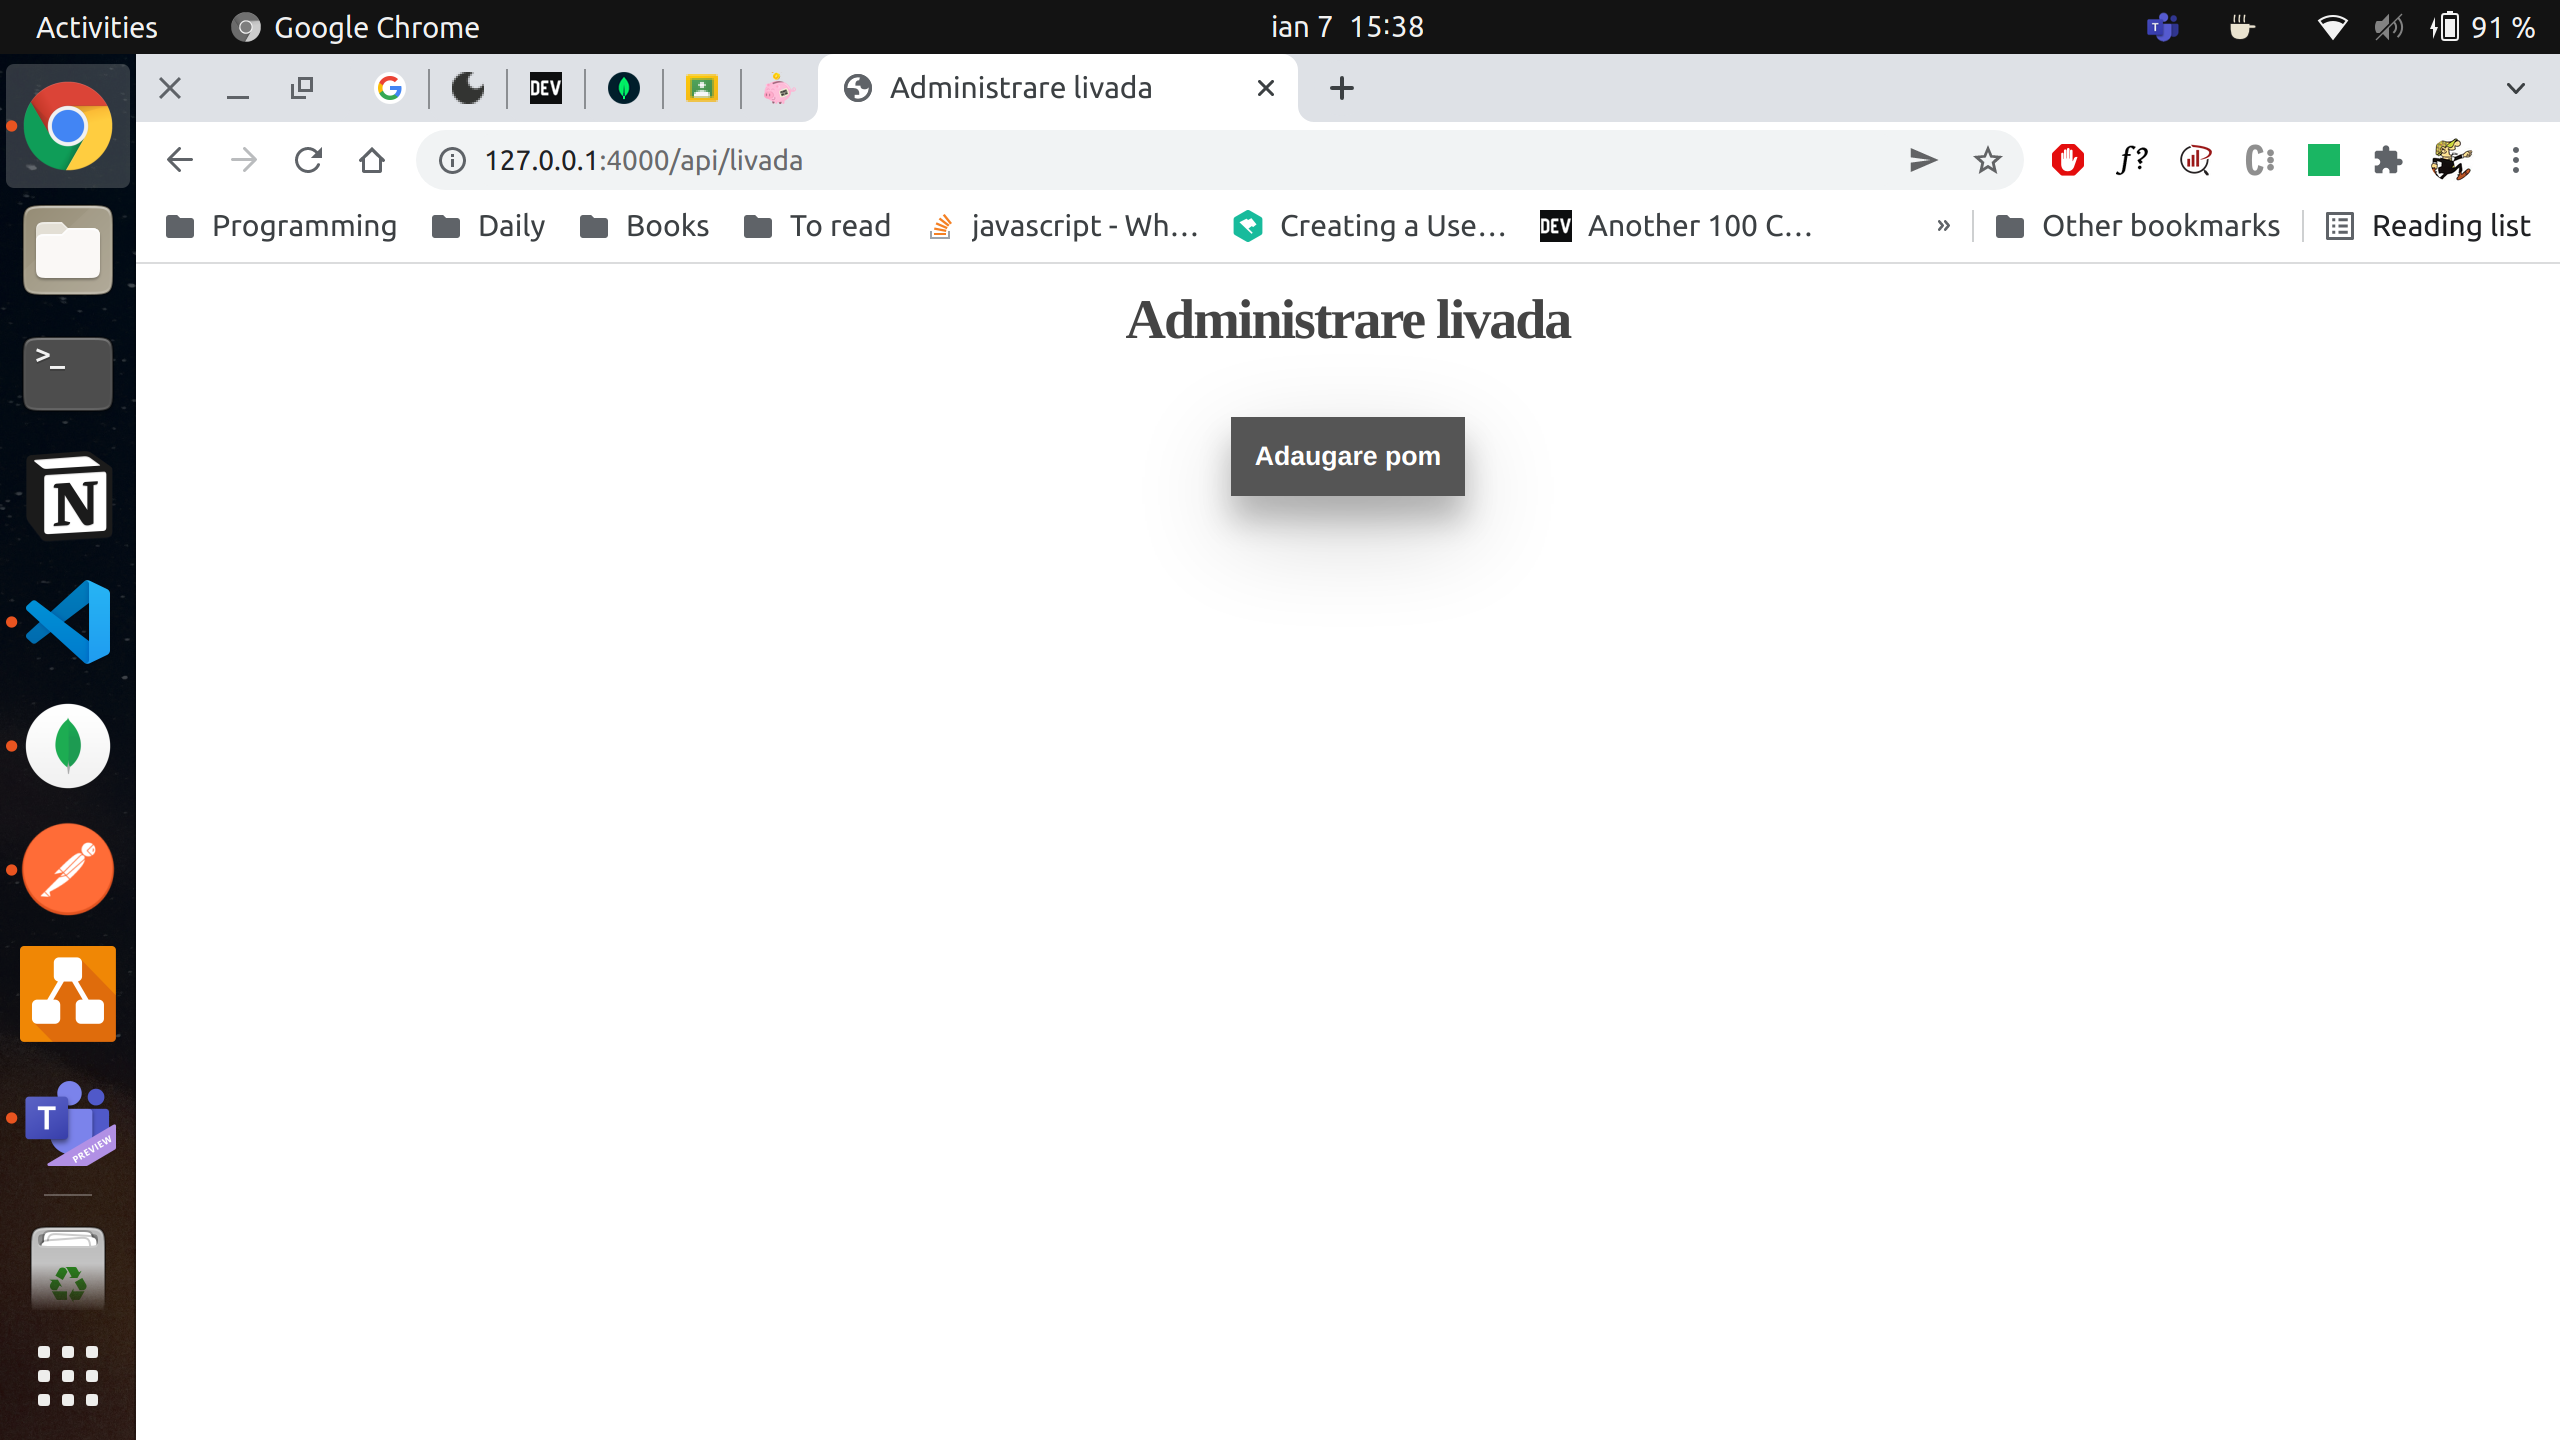 Activities Google Chrome ian 7 15:38 91 %
DEV Administrare livada
127.0.0.1:4000/api/livada f?
Programming Daily Books To read javascript - Wh... Creating a Use... DEV Another 100 C... » Other bookmarks Reading list
Administrare livada
Adaugare pom
>_
N
T
PREVIEW